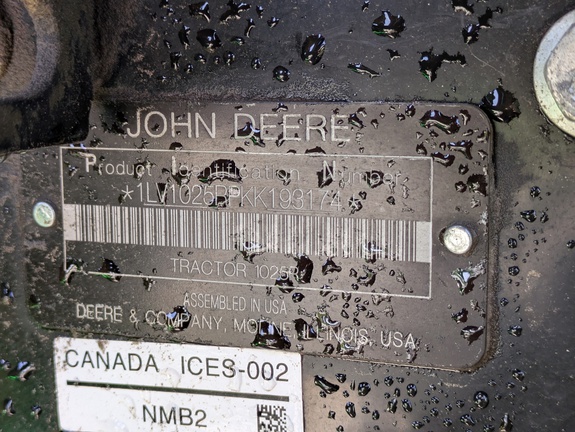 JOHN DEERE
Product Identification Number
*1LV1025RPKK193174*
TRACTOR 1025R
ASSEMBLED IN USA
DEERE & COMPANY, MOLINE, ILLINOIS, USA
CANADA ICES-002
NMB2